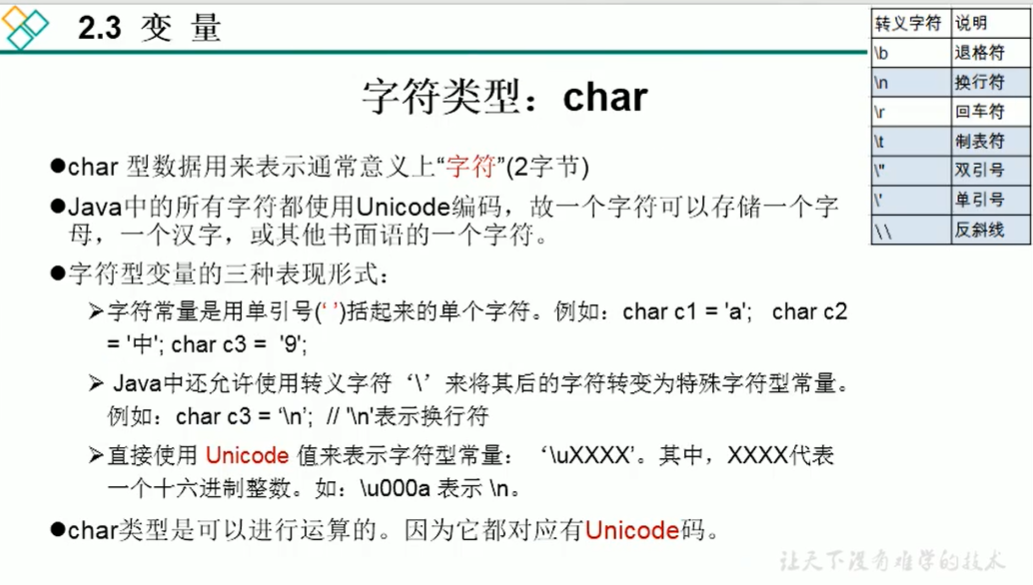 2.3 变 量
字符类型：char
●char 型数据用来表示通常意义上“字符”(2字节)
●Java中的所有字符都使用Unicode编码，故一个字符可以存储一个字
母，一个汉字，或其他书面语的一个字符。
●字符型变量的三种表现形式：
➢字符常量是用单引号(‘ ’)括起来的单个字符。例如：char c1 = 'a'; char c2
= '中'; char c3 = '9';
➢ Java中还允许使用转义字符‘\’来将其后的字符转变为特殊字符型常量。
例如：char c3 = ‘\n’; // '\n'表示换行符
➢直接使用 Unicode 值来表示字符型常量：‘\uXXXX’。其中，XXXX代表
一个十六进制整数。如：\u000a 表示 \n。
●char类型是可以进行运算的。因为它都对应有Unicode码。
转义字符 说明
\b 退格符
\n 换行符
\r 回车符
\t 制表符
\" 双引号
\' 单引号
\\ 反斜线
让天下没有难学的技术